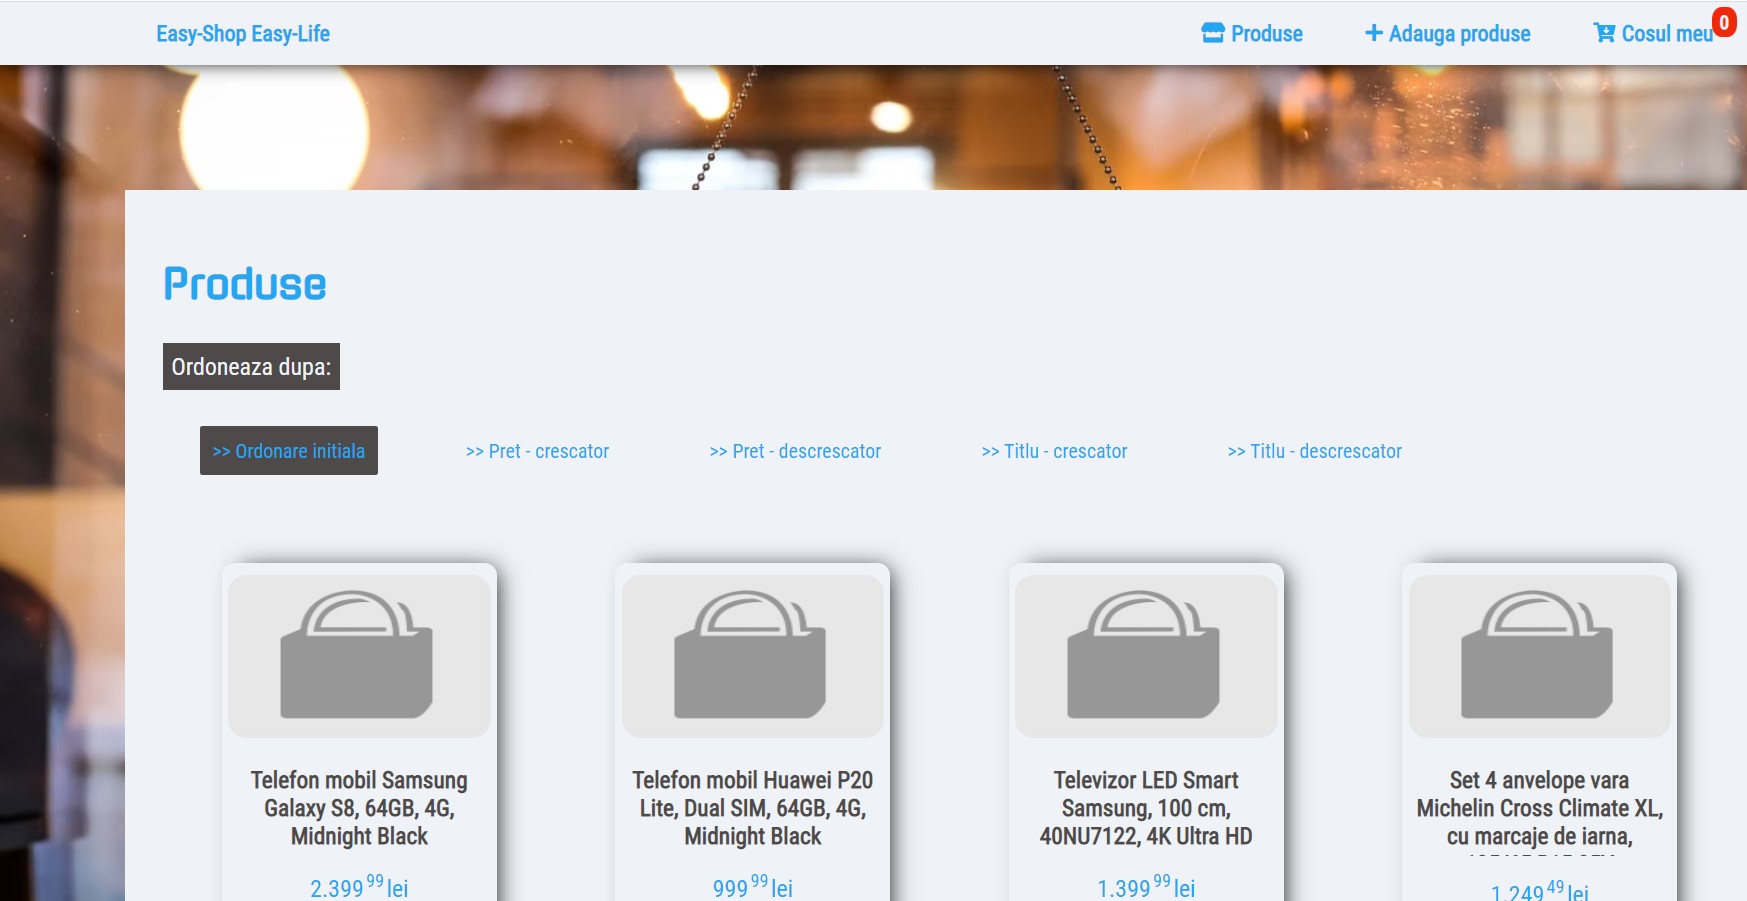 Easy-Shop Easy-Life
Produse
Adauga produse
Cosul meu
0
Produse
Ordoneaza dupa:
>> Ordonare initiala
>> Pret - crescator
>> Pret - descrescator
>> Titlu - crescator
>> Titlu - descrescator
Telefon mobil Samsung
Galaxy S8, 64GB, 4G,
Midnight Black
2.399 99 lei
Telefon mobil Huawei P20
Lite, Dual SIM, 64GB, 4G,
Midnight Black
999 99 lei
Televizor LED Smart
Samsung, 100 cm,
40NU7122, 4K Ultra HD
1.399 99 lei
Set 4 anvelope vara
Michelin Cross Climate XL,
cu marcaje de iarna,
1.249 49 lei